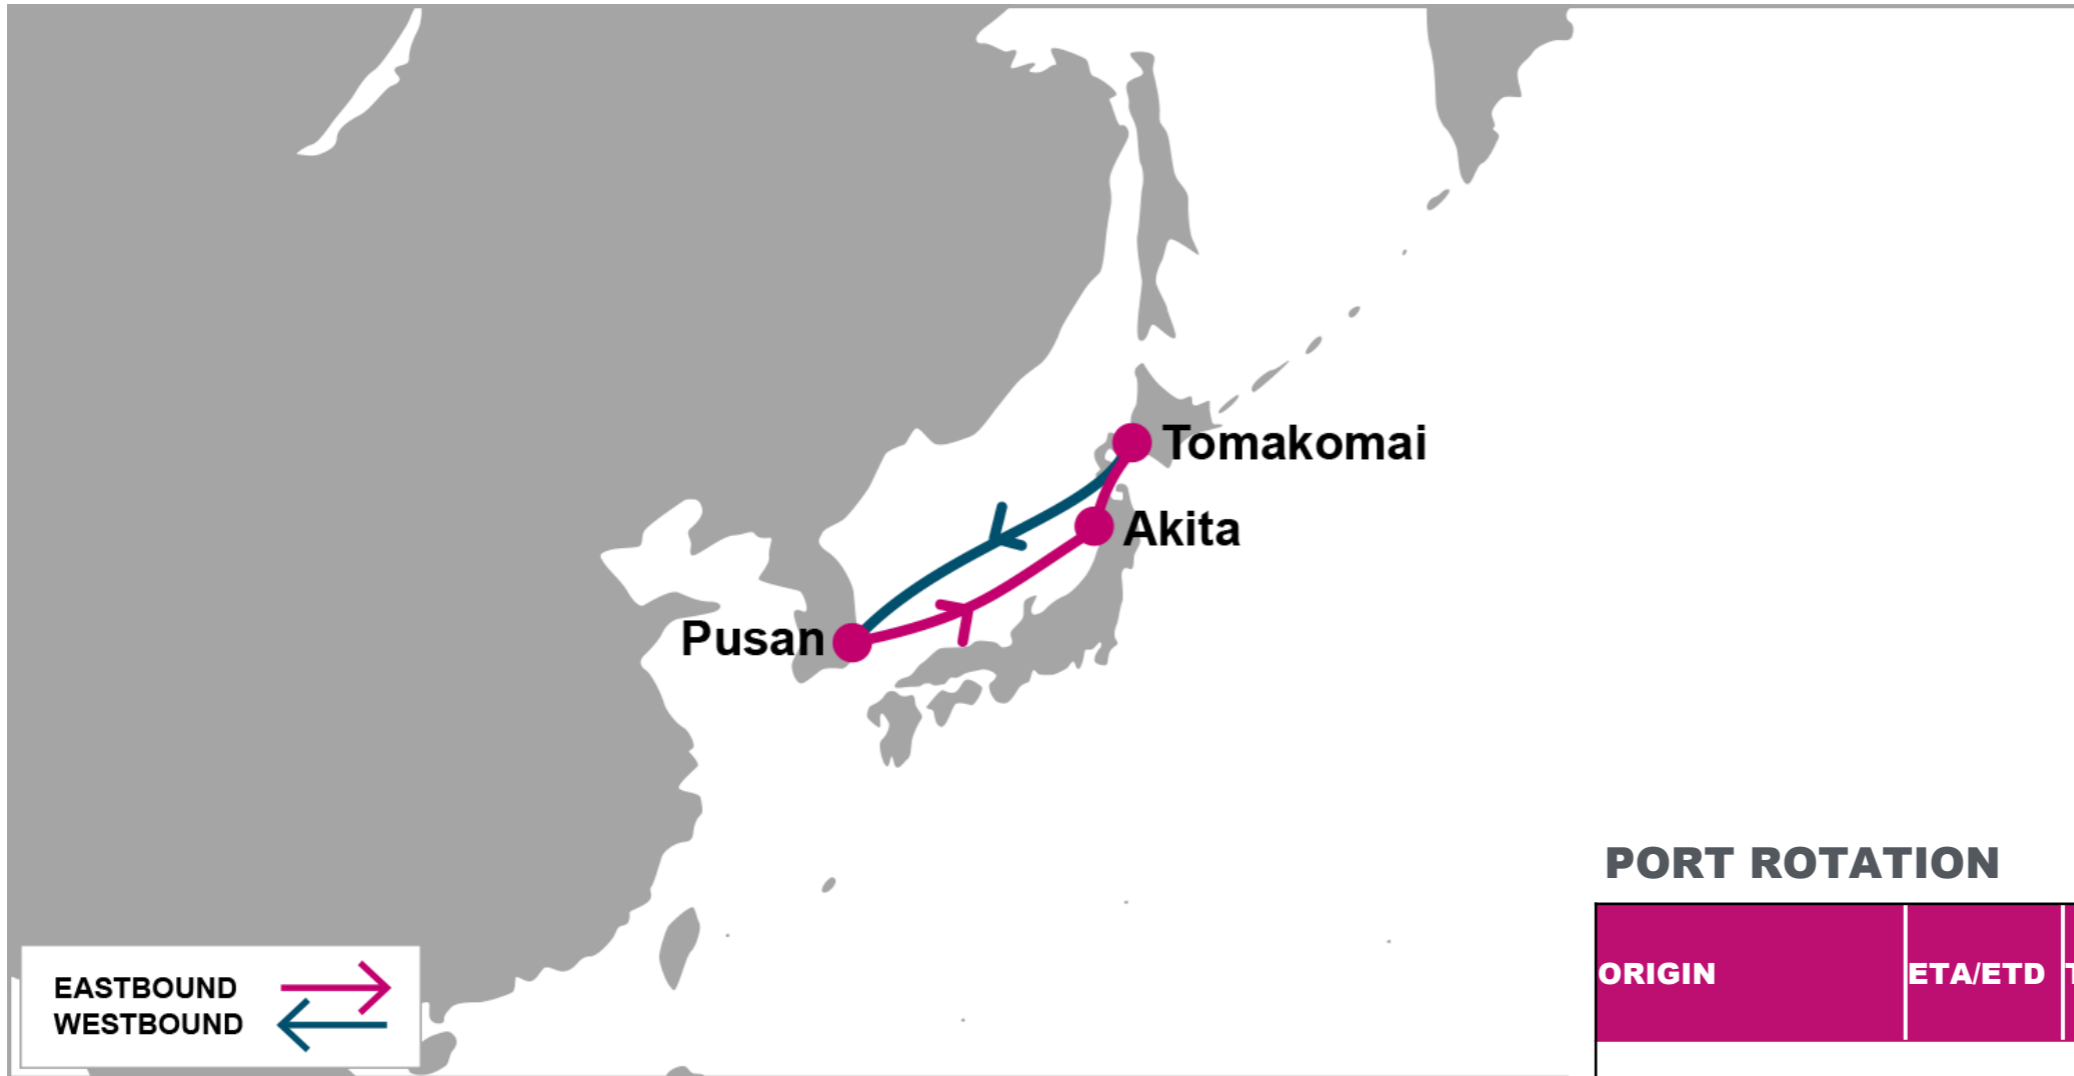 Tomakomai
Akita
Pusan
PORT ROTATION
ORIGIN ETA/ETD
EASTBOUND
WESTBOUND